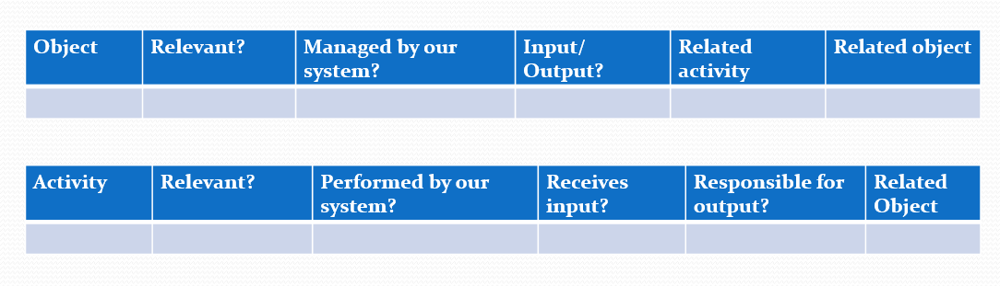 Object Relevant? Managed by our Input/ Related Related object
system? Output? activity
Activity Relevant? Performed by our Receives Responsible for Related
system? input? output? Object